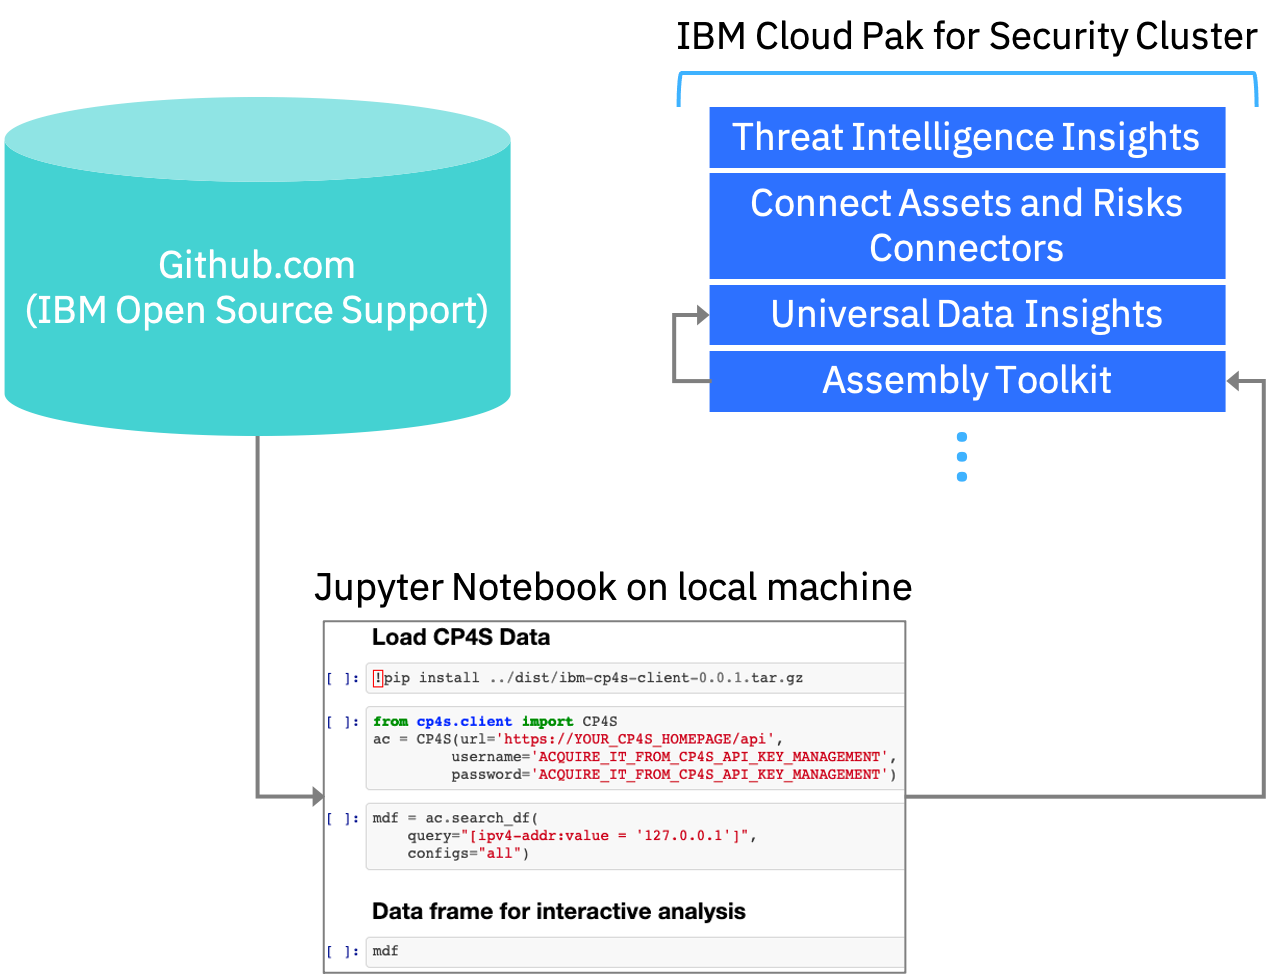 IBM Cloud Pak for Security Cluster
Threat Intelligence Insights
Connect Assets and Risks
Connectors
Universal Data Insights
Assembly Toolkit
Github.com
(IBM Open Source Support)
Jupyter Notebook on local machine
Load CP4S Data
[ ]: !pip install ../dist/ibm-cp4s-client-0.0.1.tar.gz
[ ]: from cp4s.client import CP4S
ac = CP4S(url='https://YOUR_CP4S_HOMEPAGE/api',
username='ACQUIRE_IT_FROM_CP4S_API_KEY_MANAGEMENT',
password='ACQUIRE_IT_FROM_CP4S_API_KEY_MANAGEMENT')
[ ]: mdf = ac.search_df(
query="[ipv4-addr:value = '127.0.0.1']",
configs="all")
Data frame for interactive analysis
[ ]: mdf